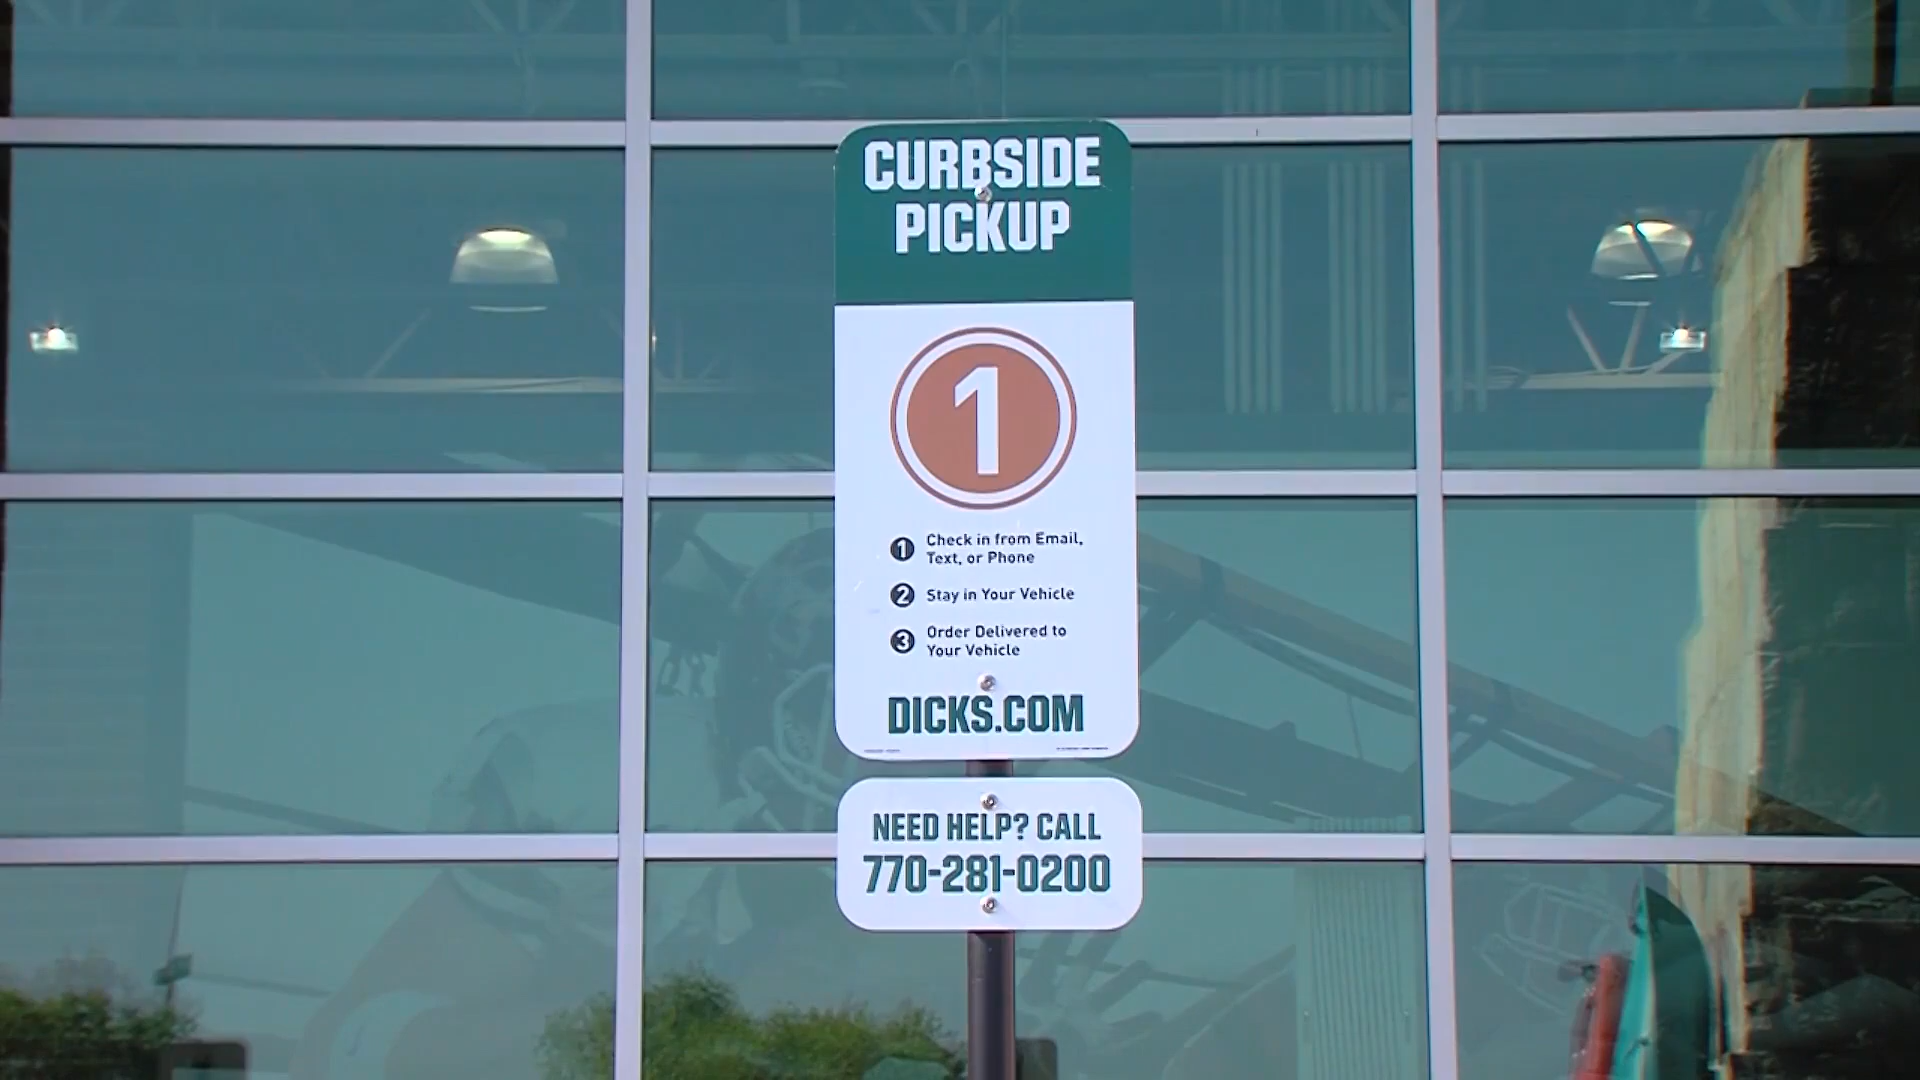 CURBSIDE
PICKUP
1
1 Check in from Email,
Text, or Phone
2 Stay in Your Vehicle
3 Order Delivered to
Your Vehicle
DICKS.COM
NEED HELP? CALL
770-281-0200